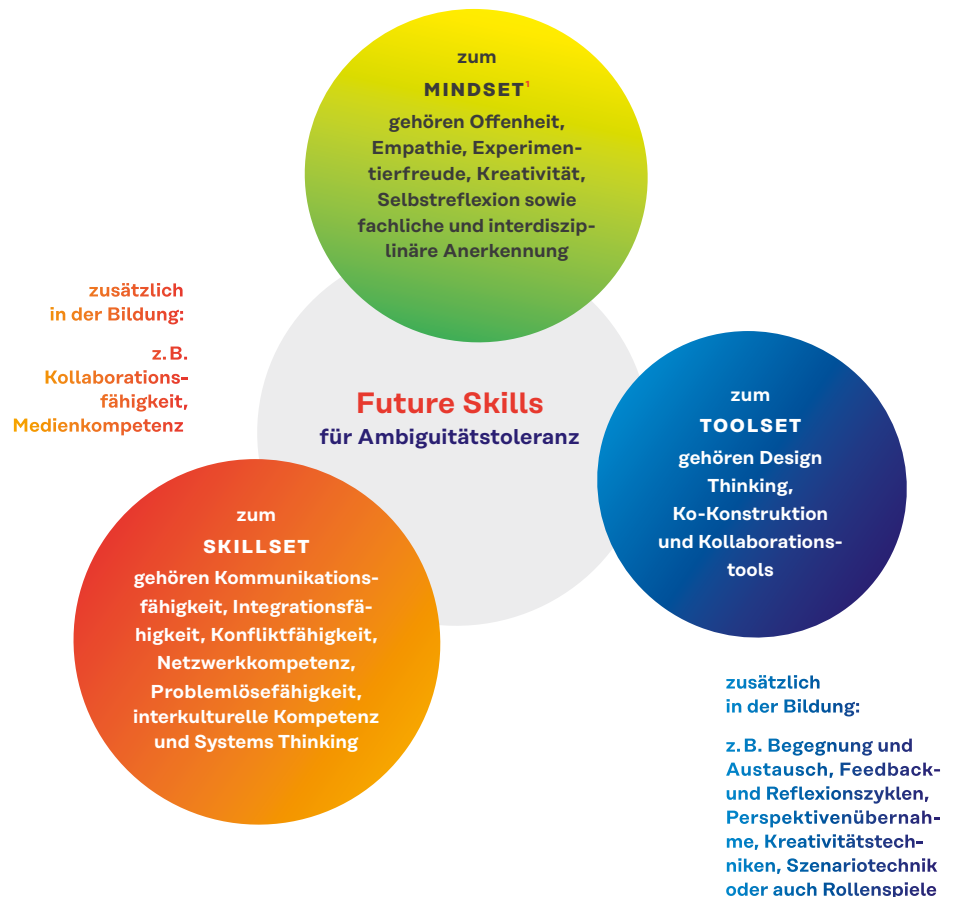 zum
MINDSET¹
gehören Offenheit,
Empathie, Experimen-
tierfreude, Kreativität,
Selbstreflexion sowie
fachliche und interdiszip-
linäre Anerkennung
zusätzlich
in der Bildung:
z. B.
Kollaborations-
fähigkeit,
Medienkompetenz
Future Skills
für Ambiguitätstoleranz
zum
TOOLSET
gehören Design
Thinking,
Ko-Konstruktion
und Kollaborations-
tools
zum
SKILLSET
gehören Kommunikations-
fähigkeit, Integrationsfä-
higkeit, Konfliktfähigkeit,
Netzwerkkompetenz,
Problemlösefähigkeit,
interkulturelle Kompetenz
und Systems Thinking
zusätzlich
in der Bildung:
z. B. Begegnung und
Austausch, Feedback-
und Reflexionszyklen,
Perspektivenübernah-
me, Kreativitätstech-
niken, Szenariotechnik
oder auch Rollenspiele